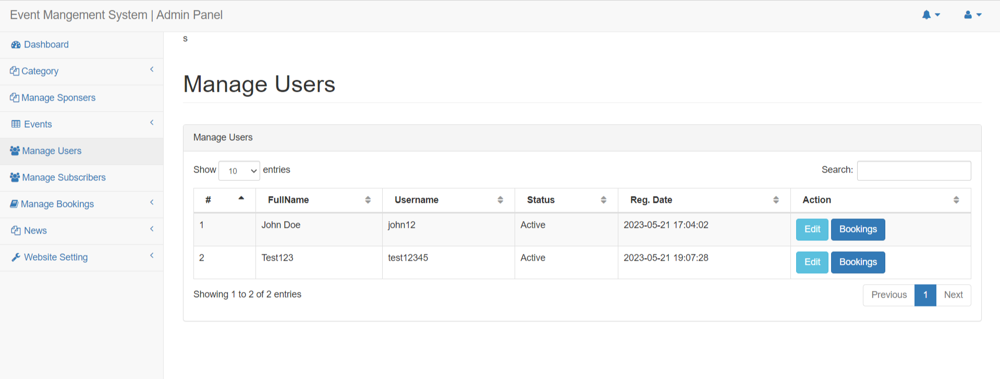 Event Mangement System | Admin Panel
Dashboard
Category
Manage Sponsers
Events
Manage Users
Manage Subscribers
Manage Bookings
News
Website Setting
s
Manage Users
Manage Users
Show 10 entries Search:
# FullName Username Status Reg. Date Action
1 John Doe john12 Active 2023-05-21 17:04:02 Edit Bookings
2 Test123 test12345 Active 2023-05-21 19:07:28 Edit Bookings
Showing 1 to 2 of 2 entries Previous 1 Next